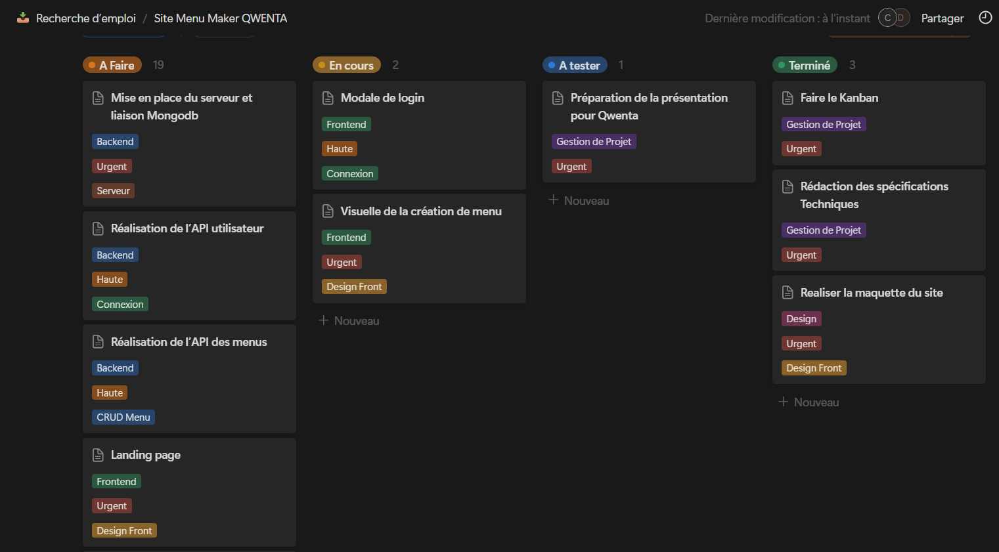 Recherche d’emploi / Site Menu Maker QWENTA
Dernière modification : à l’instant
C D
Partager
A Faire 19
Mise en place du serveur et
liaison Mongodb
Backend
Urgent
Serveur
Réalisation de l’API utilisateur
Backend
Haute
Connexion
Réalisation de l’API des menus
Backend
Haute
CRUD Menu
Landing page
Frontend
Urgent
Design Front
En cours 2
Modale de login
Frontend
Haute
Connexion
Visuelle de la création de menu
Frontend
Urgent
Design Front
+ Nouveau
A tester 1
Préparation de la présentation
pour Qwenta
Gestion de Projet
Urgent
+ Nouveau
Terminé 3
Faire le Kanban
Gestion de Projet
Urgent
Rédaction des spécifications
Techniques
Gestion de Projet
Urgent
Realiser la maquette du site
Design
Urgent
Design Front
+ Nouveau